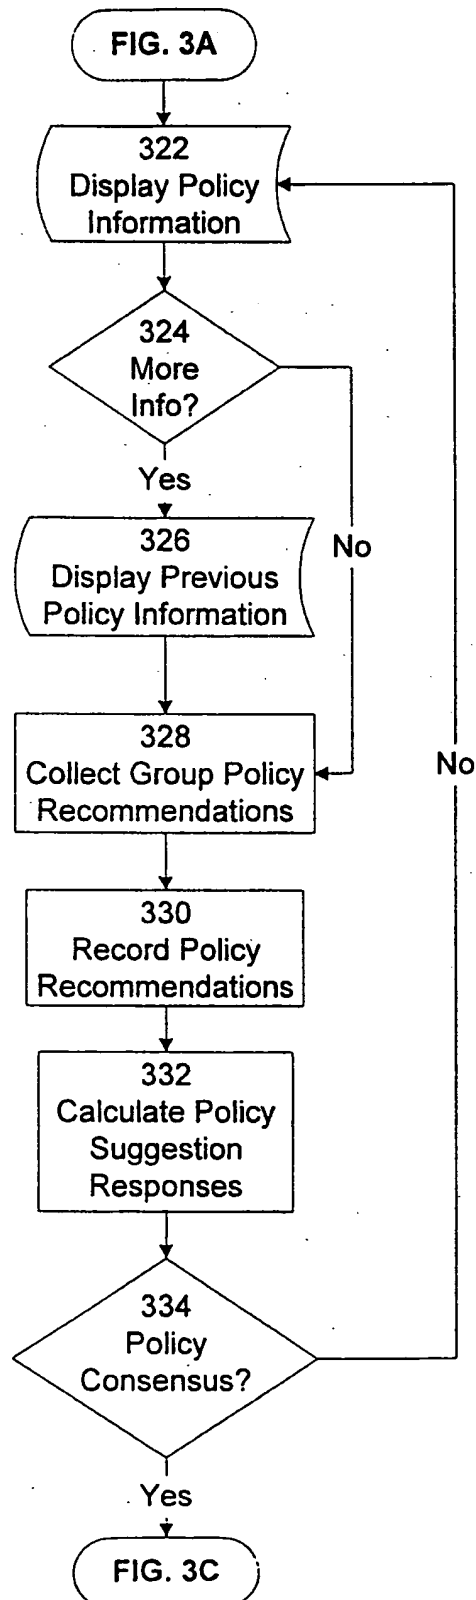 FIG. 3A
322
Display Policy
Information
324
More
Info?
Yes
No
326
Display Previous
Policy Information
328
Collect Group Policy
Recommendations
No
330
Record Policy
Recommendations
332
Calculate Policy
Suggestion
Responses
334
Policy
Consensus?
Yes
FIG. 3C